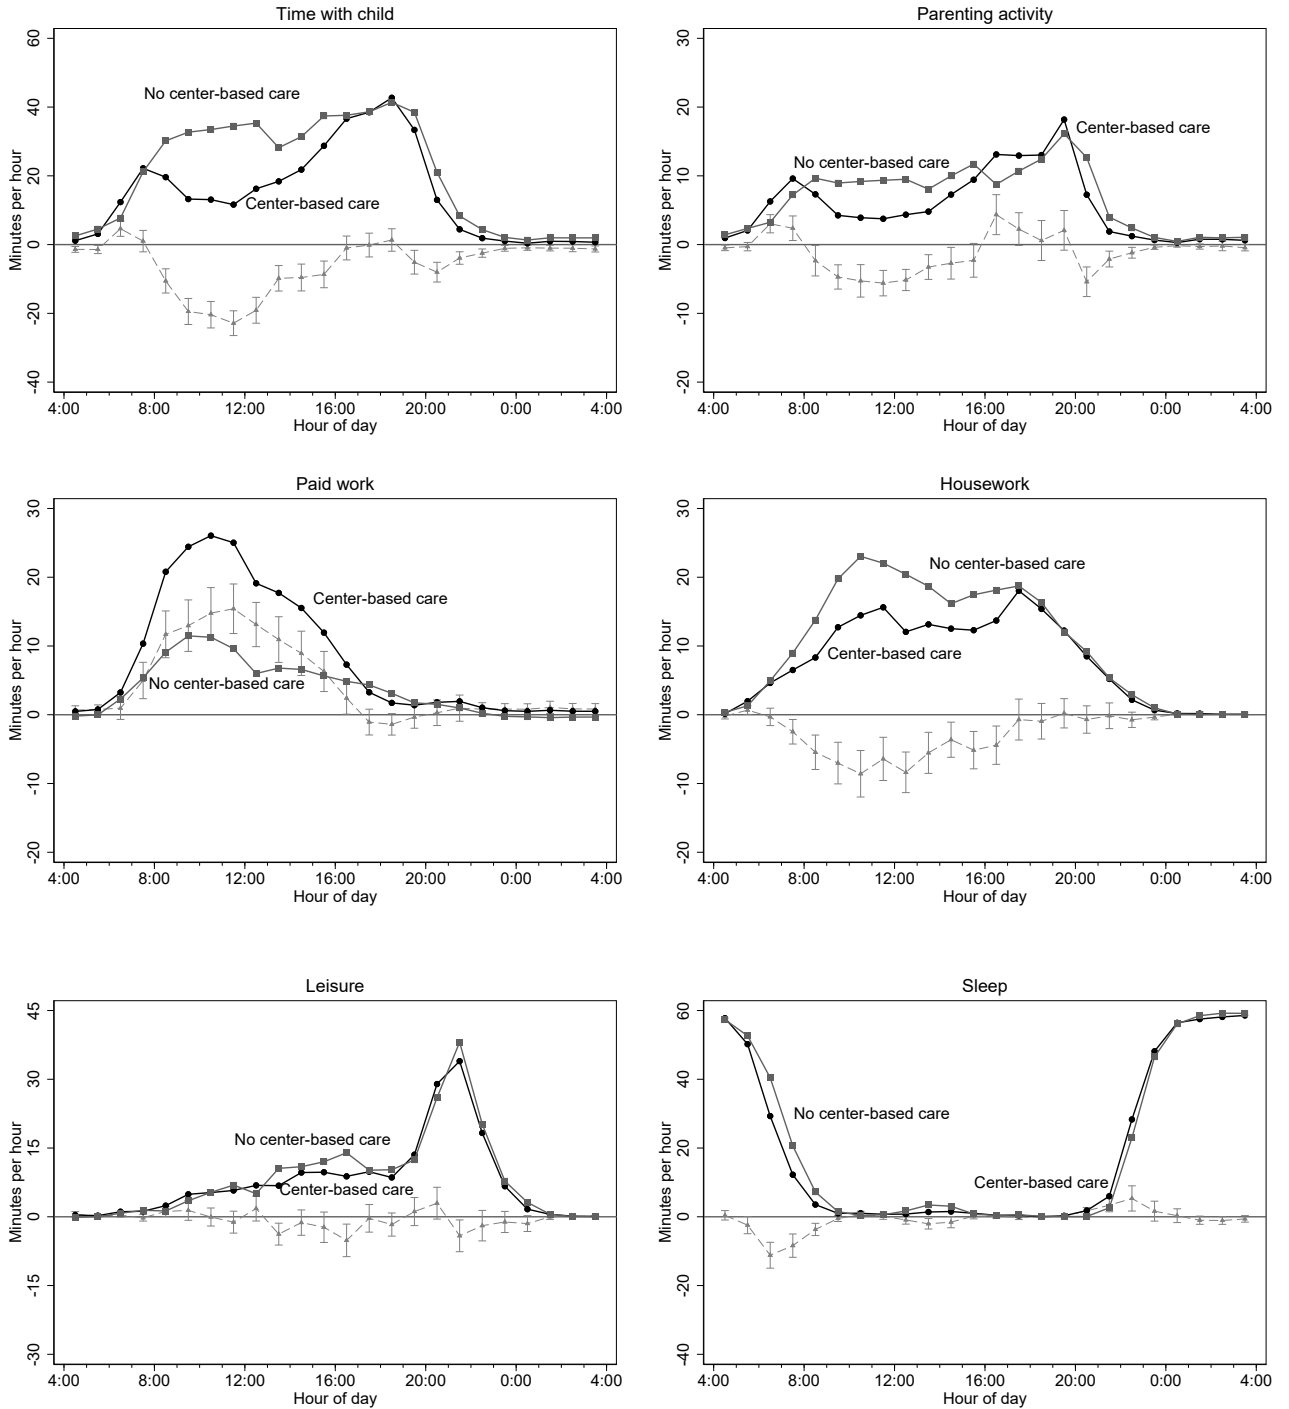 Time with child
Minutes per hour
60
40
20
0
-20
-40
No center-based care
Center-based care
4:00 8:00 12:00 16:00 20:00 0:00 4:00
Hour of day
Parenting activity
Minutes per hour
30
20
10
0
-10
-20
Center-based care
No center-based care
4:00 8:00 12:00 16:00 20:00 0:00 4:00
Hour of day
Paid work
Minutes per hour
30
20
10
0
-10
-20
Center-based care
No center-based care
4:00 8:00 12:00 16:00 20:00 0:00 4:00
Hour of day
Housework
Minutes per hour
30
20
10
0
-10
-20
No center-based care
Center-based care
4:00 8:00 12:00 16:00 20:00 0:00 4:00
Hour of day
Leisure
Minutes per hour
45
30
15
0
-15
-30
No center-based care
Center-based care
4:00 8:00 12:00 16:00 20:00 0:00 4:00
Hour of day
Sleep
Minutes per hour
60
40
20
0
-20
-40
No center-based care
Center-based care
4:00 8:00 12:00 16:00 20:00 0:00 4:00
Hour of day